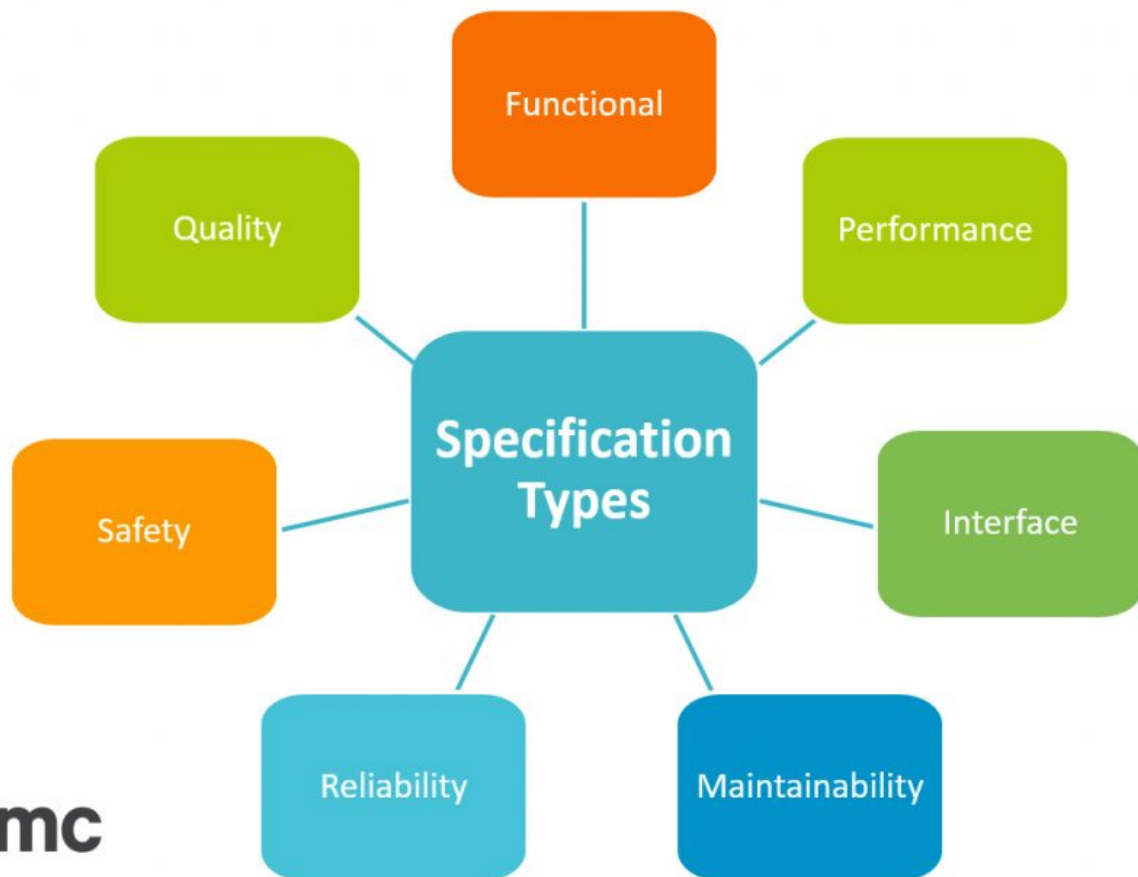 Functional
Quality
Performance
Specification
Types
Safety
Interface
Reliability
Maintainability
mc